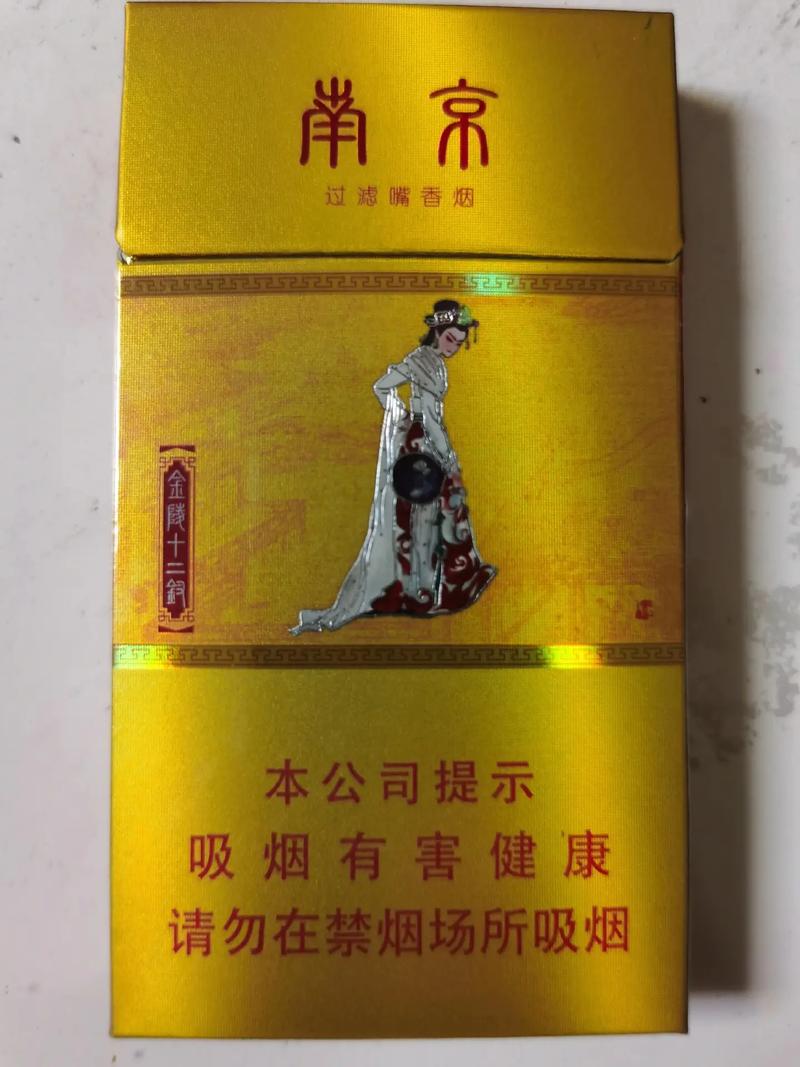 南京
过滤嘴香烟
金陵十二钗
本公司提示
吸烟有害健康
请勿在禁烟场所吸烟